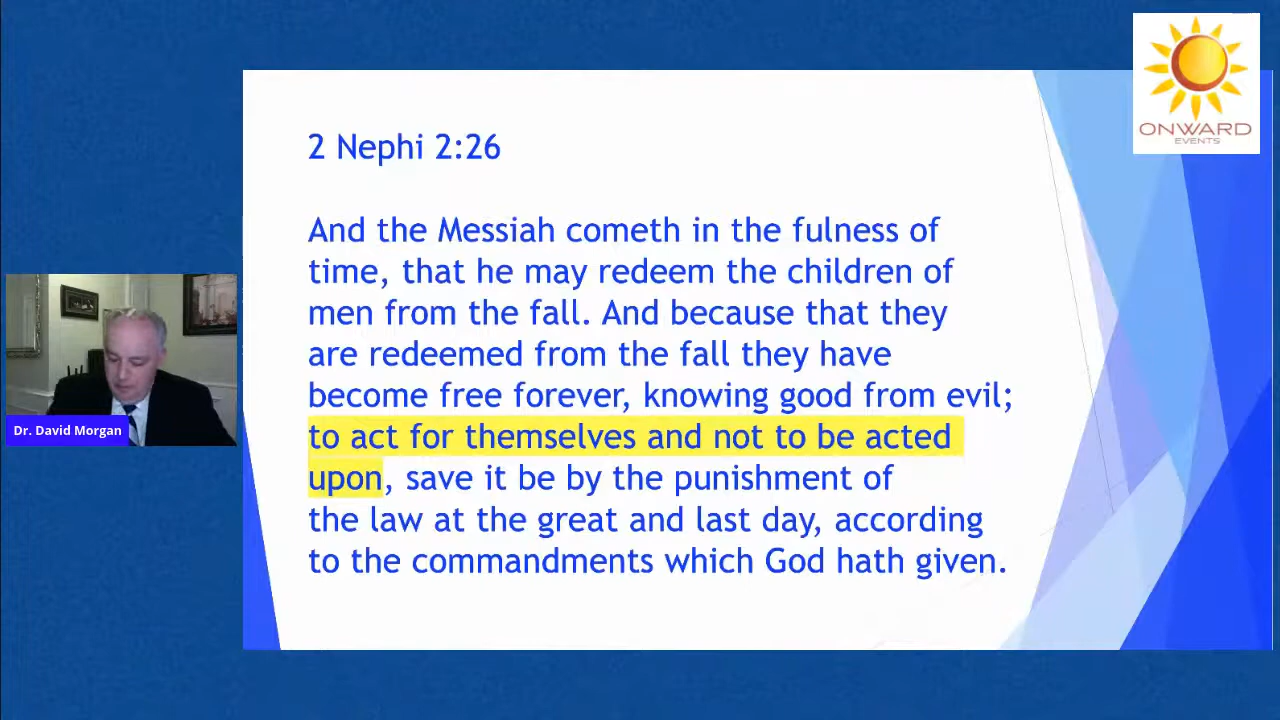 ONWARD
EVENTS
2 Nephi 2:26
And the Messiah cometh in the fulness of
time, that he may redeem the children of
men from the fall. And because that they
are redeemed from the fall they have
become free forever, knowing good from evil;
to act for themselves and not to be acted
upon, save it be by the punishment of
the law at the great and last day, according
to the commandments which God hath given.
Dr. David Morgan